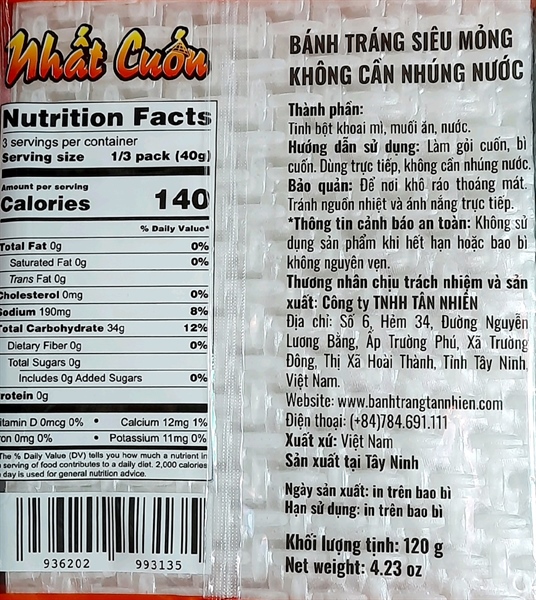 Nhất Cuốn
Nutrition Facts
3 servings per container
Serving size 1/3 pack (40g)
Amount per serving
Calories 140
% Daily Value*
Total Fat 0g 0%
Saturated Fat 0g 0%
Trans Fat 0g
Cholesterol 0mg 0%
Sodium 190mg 8%
Total Carbohydrate 34g 12%
Dietary Fiber 0g 0%
Total Sugars 0g
Includes 0g Added Sugars 0%
Protein 0g
Vitamin D 0mcg 0% • Calcium 12mg 1%
Iron 0mg 0% • Potassium 11mg 0%
*The % Daily Value (DV) tells you how much a nutrient in
a serving of food contributes to a daily diet. 2,000 calories
a day is used for general nutrition advice.
936202 993135
BÁNH TRÁNG SIÊU MỎNG
KHÔNG CẦN NHÚNG NƯỚC
Thành phần:
Tinh bột khoai mì, muối ăn, nước.
Hướng dẫn sử dụng: Làm gỏi cuốn, bì
cuốn. Dùng trực tiếp, không cần nhúng nước.
Bảo quản: Để nơi khô ráo thoáng mát.
Tránh nguồn nhiệt và ánh nắng trực tiếp.
*Thông tin cảnh báo an toàn: Không sử
dụng sản phẩm khi hết hạn hoặc bao bì
không nguyên vẹn.
Thương nhân chịu trách nhiệm và sản
xuất: Công ty TNHH TÂN NHIÊN
Địa chỉ: Số 6, Hẻm 34, Đường Nguyễn
Lương Bằng, Ấp Trường Phú, Xã Trường
Đông, Thị Xã Hoài Thành, Tỉnh Tây Ninh,
Việt Nam.
Website: www.banhtrangtannhien.com
Điện thoại: (+84)784.691.111
Xuất xứ: Việt Nam
Sản xuất tại Tây Ninh
Ngày sản xuất: in trên bao bì
Hạn sử dụng: in trên bao bì
Khối lượng tịnh: 120 g
Net weight: 4.23 oz